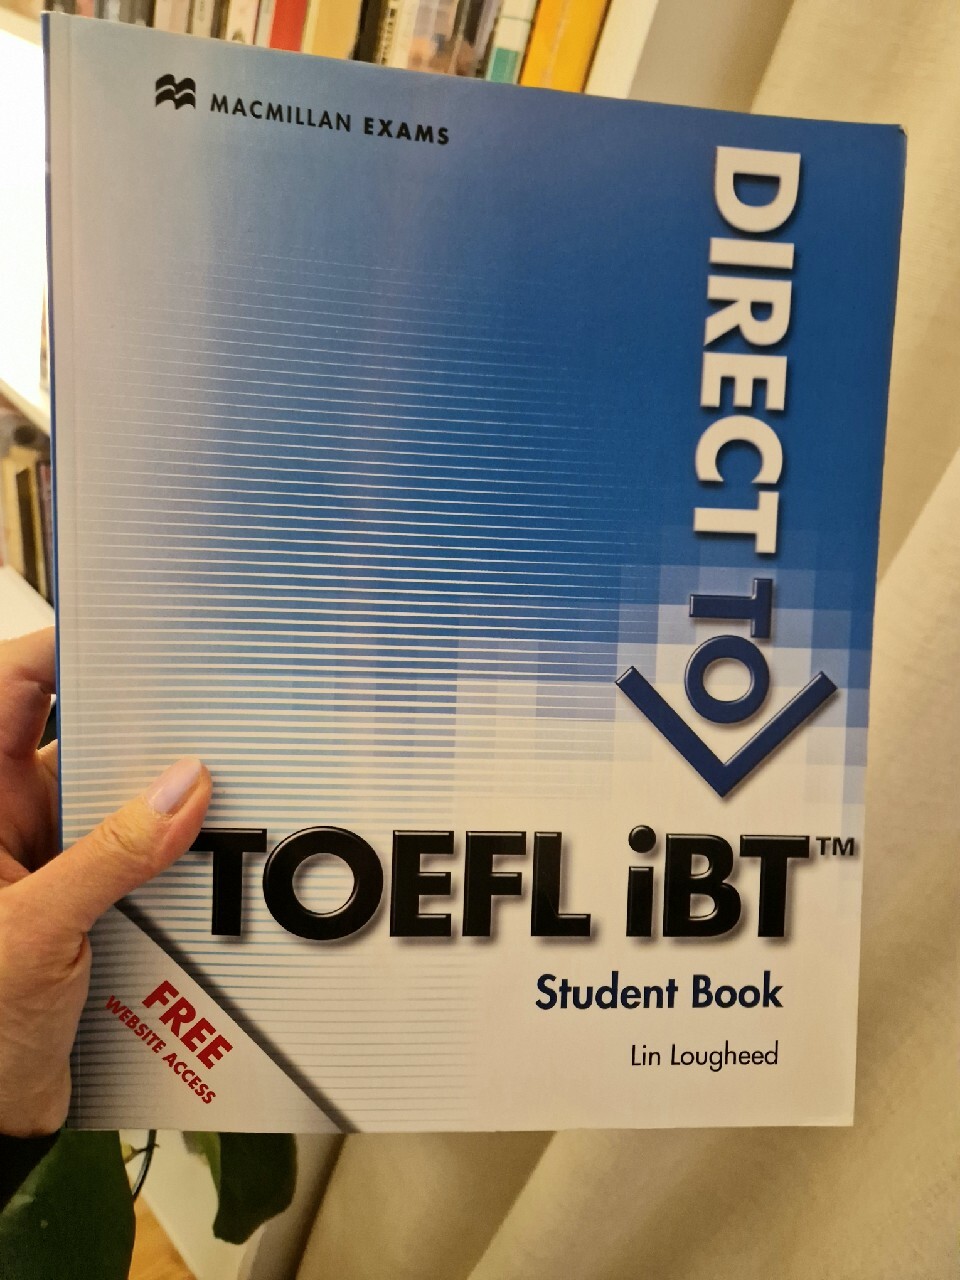 MACMILLAN EXAMS
DIRECT TO
TOEFL iBT™
Student Book
Lin Lougheed
FREE
WEBSITE ACCESS